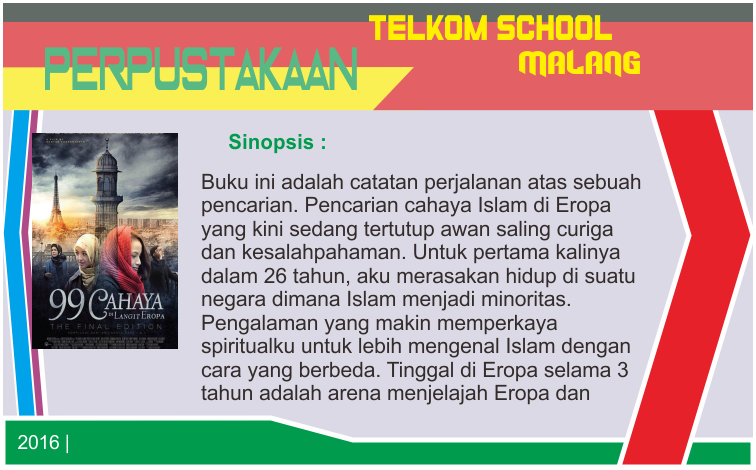 TELKOM SCHOOL
MALANG
PERPUSTAKAAN
Sinopsis :
Buku ini adalah catatan perjalanan atas sebuah
pencarian. Pencarian cahaya Islam di Eropa
yang kini sedang tertutup awan saling curiga
dan kesalahpahaman. Untuk pertama kalinya
dalam 26 tahun, aku merasakan hidup di suatu
negara dimana Islam menjadi minoritas.
Pengalaman yang makin memperkaya
spiritualku untuk lebih mengenal Islam dengan
cara yang berbeda. Tinggal di Eropa selama 3
tahun adalah arena menjelajah Eropa dan
99 CAHAYA
DI LANGIT EROPA
THE FINAL EDITION
2016 |